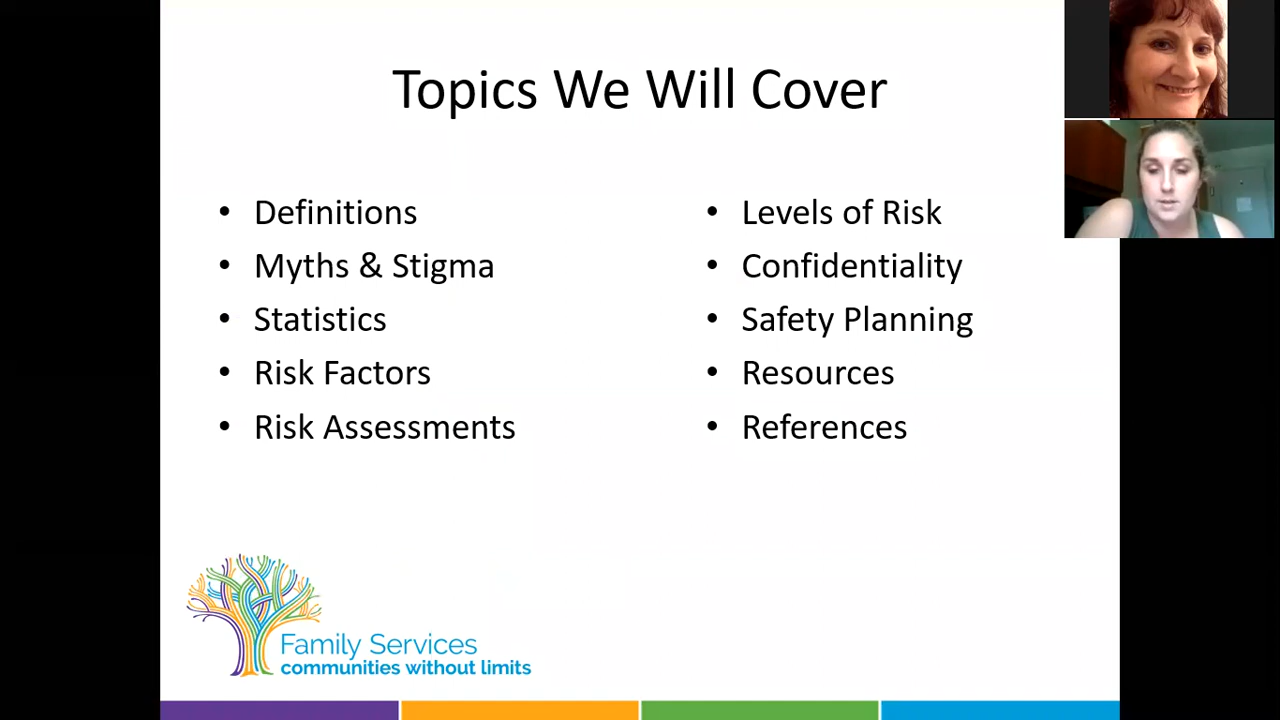 Topics We Will Cover
• Definitions
• Myths & Stigma
• Statistics
• Risk Factors
• Risk Assessments
• Levels of Risk
• Confidentiality
• Safety Planning
• Resources
• References
Family Services
communities without limits